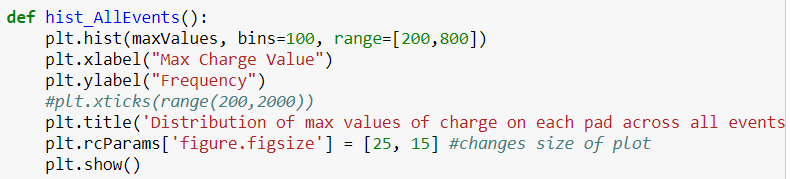 def hist_AllEvents():
    plt.hist(maxValues, bins=100, range=[200,800])
    plt.xlabel("Max Charge Value")
    plt.ylabel("Frequency")
    #plt.xticks(range(200,2000))
    plt.title('Distribution of max values of charge on each pad across all events
    plt.rcParams['figure.figsize'] = [25, 15] #changes size of plot
    plt.show()